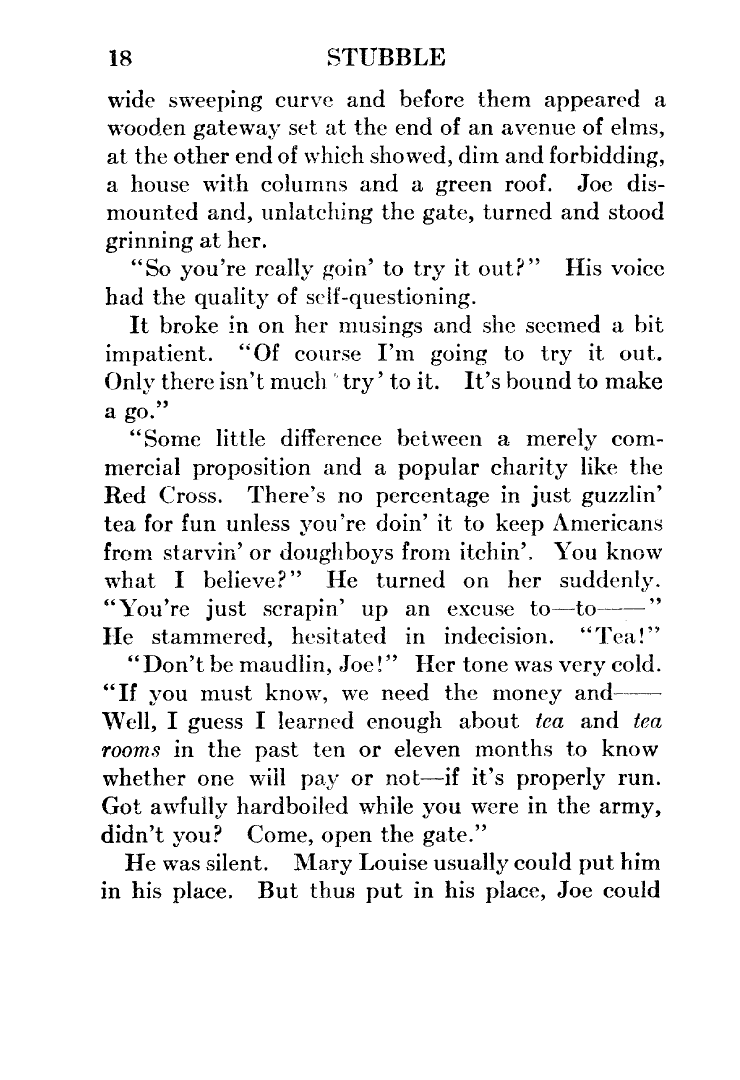 18 STUBBLE
wide sweeping curve and before them appeared a
wooden gateway set at the end of an avenue of elms,
at the other end of which showed, dim and forbidding,
a house with columns and a green roof. Joe dis-
mounted and, unlatching the gate, turned and stood
grinning at her.
“So you're really goin' to try it out?” His voice
had the quality of self-questioning.
It broke in on her musings and she seemed a bit
impatient. “Of course I'm going to try it out.
Only there isn't much ‘try’ to it. It's bound to make
a go.”
“Some little difference between a merely com-
mercial proposition and a popular charity like the
Red Cross. There's no percentage in just guzzlin'
tea for fun unless you're doin' it to keep Americans
from starvin' or doughboys from itchin'. You know
what I believe?” He turned on her suddenly.
“You're just scrapin' up an excuse to—to——”
He stammered, hesitated in indecision. “Tea!”
“Don't be maudlin, Joe!” Her tone was very cold.
“If you must know, we need the money and——
Well, I guess I learned enough about tea and tea
rooms in the past ten or eleven months to know
whether one will pay or not—if it's properly run.
Got awfully hardboiled while you were in the army,
didn't you? Come, open the gate.”
He was silent. Mary Louise usually could put him
in his place. But thus put in his place, Joe could